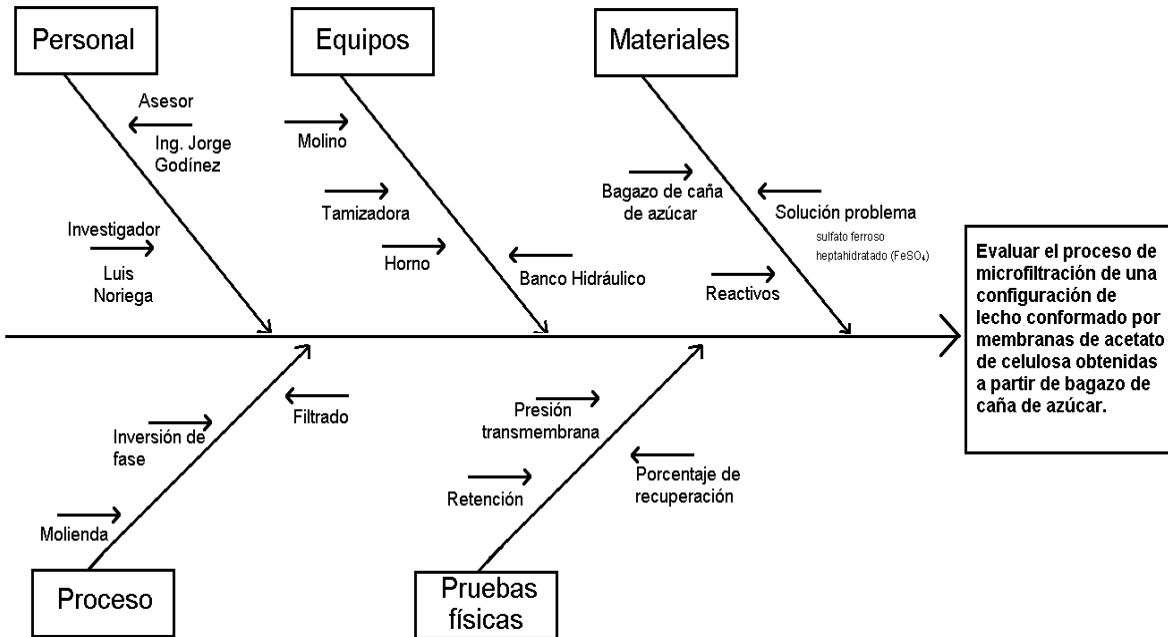 Personal
Equipos
Materiales
Asesor
Ing. Jorge
Godínez
Investigador
Luis
Noriega
Molino
Tamizadora
Horno
Banco Hidráulico
Bagazo de caña
de azúcar
Solución problema
sulfato ferroso
heptahidratado (FeSO₄)
Reactivos
Evaluar el proceso de
microfiltración de una
configuración de
lecho conformado por
membranas de acetato
de celulosa obtenidas
a partir de bagazo de
caña de azúcar.
Filtrado
Inversión de
fase
Molienda
Presión
transmembrana
Retención
Porcentaje de
recuperación
Proceso
Pruebas
físicas